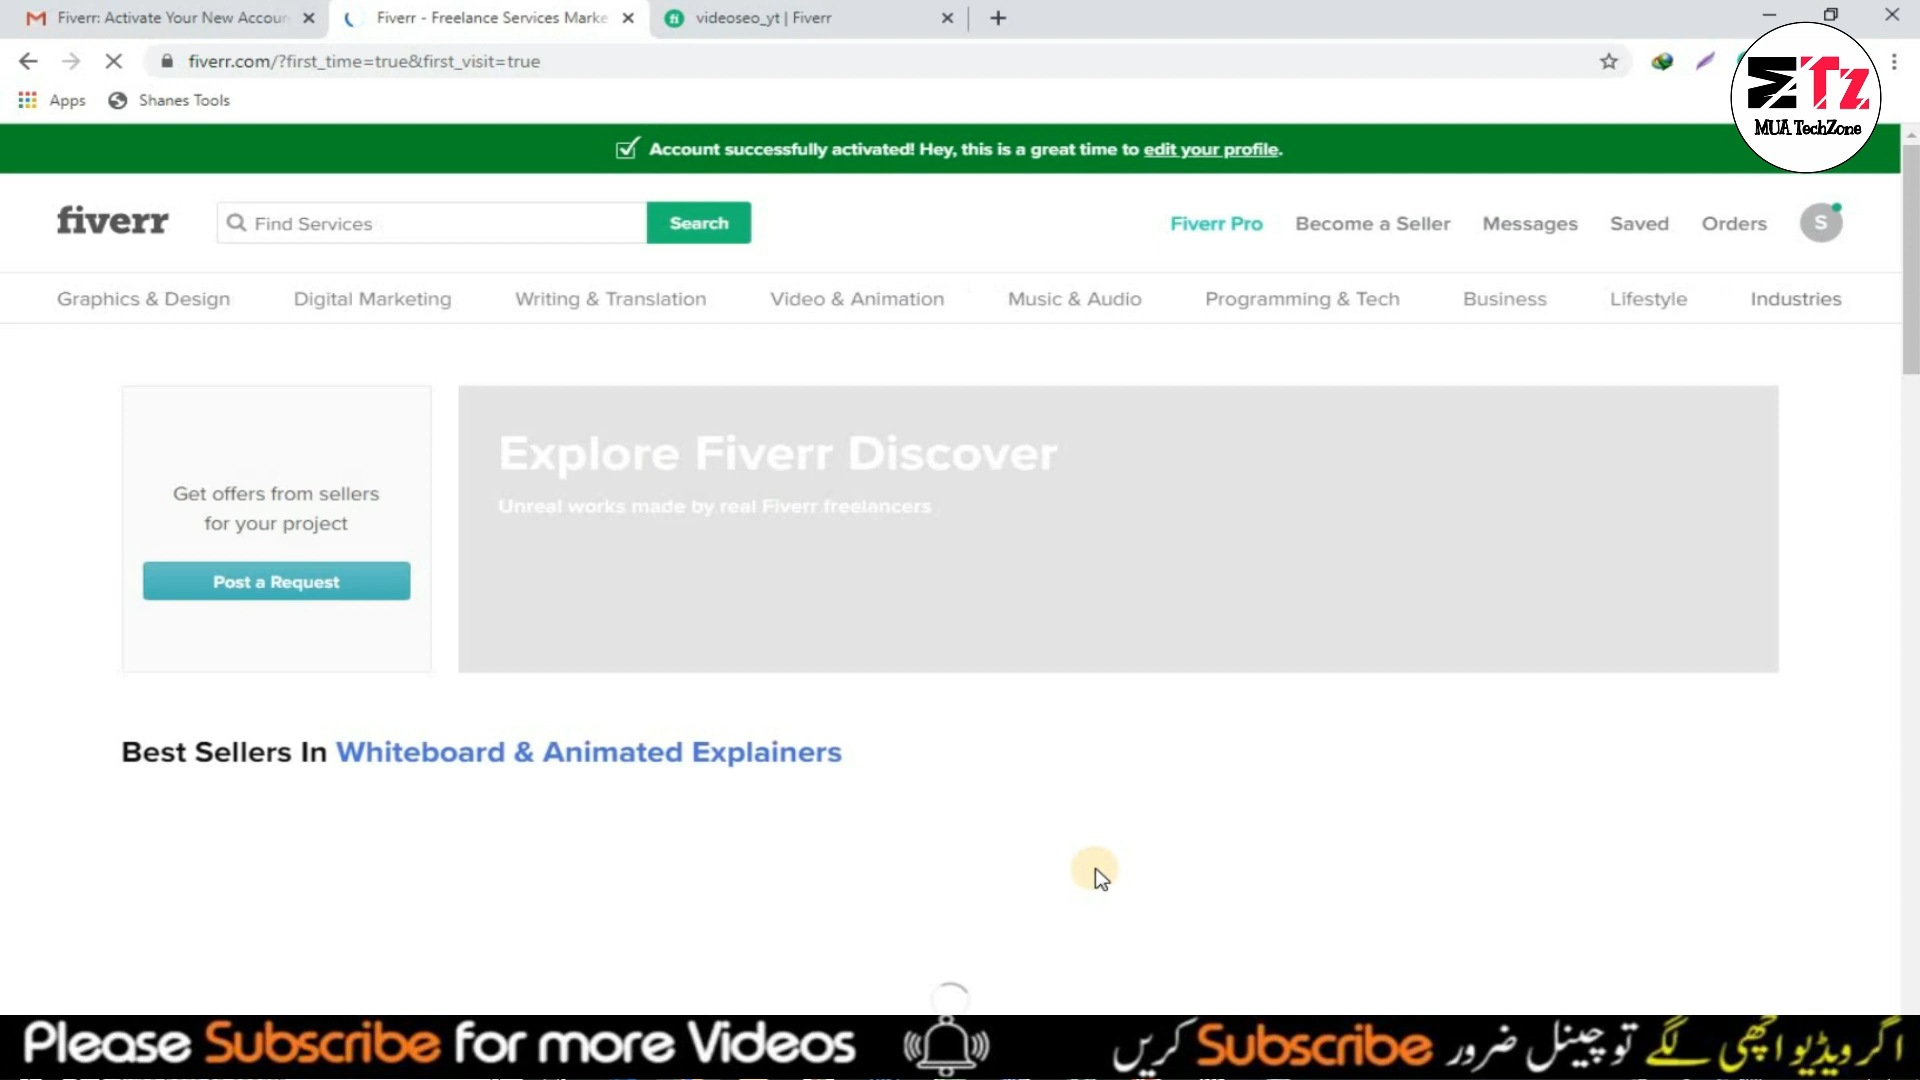 Fiverr: Activate Your New Accoun
Fiverr - Freelance Services Marke
videoseo_yt | Fiverr
fiverr.com/?first_time=true&first_visit=true
Apps
Shanes Tools
MTz
MUA TechZone
Account successfully activated! Hey, this is a great time to edit your profile.
fiverr
Find Services
Search
Fiverr Pro
Become a Seller
Messages
Saved
Orders
S
Graphics & Design
Digital Marketing
Writing & Translation
Video & Animation
Music & Audio
Programming & Tech
Business
Lifestyle
Industries
Get offers from sellers
for your project
Post a Request
Explore Fiverr Discover
Unreal works made by real Fiverr freelancers
Best Sellers In Whiteboard & Animated Explainers
Please Subscribe for more Videos
اگر ویڈیو اچھی لگے تو چینل ضرور Subscribe کریں